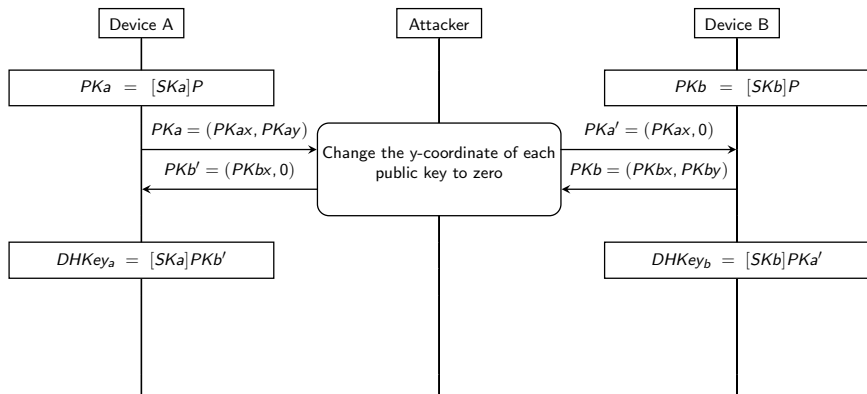 Device A
Attacker
Device B
PKa = [SKa]P
PKb = [SKb]P
PKa = (PKax, PKay)
PKa′ = (PKax, 0)
Change the y-coordinate of each
public key to zero
PKb′ = (PKbx, 0)
PKb = (PKbx, PKby)
DHKeyₐ = [SKa]PKb′
DHKey_b = [SKb]PKa′